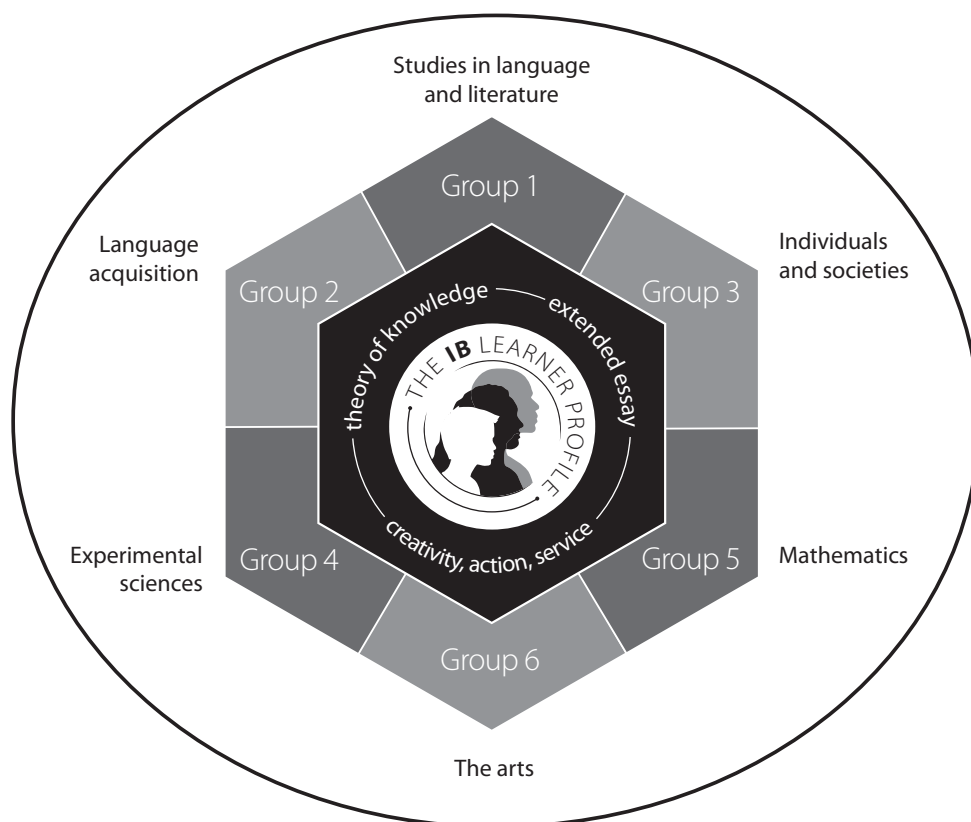 Studies in language
and literature
Group 1
Language
acquisition
Individuals
and societies
Group 2
Group 3
theory of knowledge
extended essay
THE IB LEARNER PROFILE
creativity, action, service
Experimental
sciences
Group 4
Group 5
Mathematics
Group 6
The arts